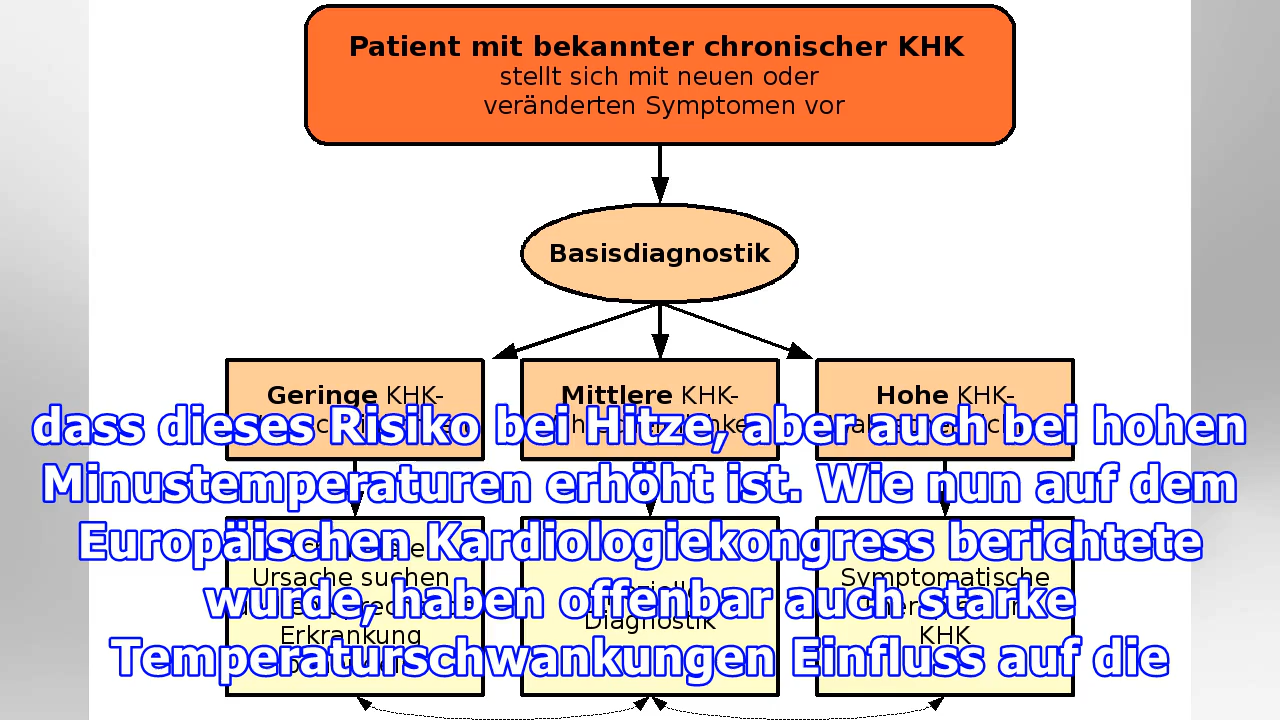 Patient mit bekannter chronischer KHK
stellt sich mit neuen oder
veränderten Symptomen vor
Basisdiagnostik
Geringe KHK-
Mittlere KHK-
Hohe KHK-
dass dieses Risiko bei Hitze, aber auch bei hohen
Minustemperaturen erhöht ist. Wie nun auf dem
Europäischen Kardiologiekongress berichtete
wurde, haben offenbar auch starke
Temperaturschwankungen Einfluss auf die
Ursache suchen
Erkrankung
Diagnostik
Symptomatische
KHK